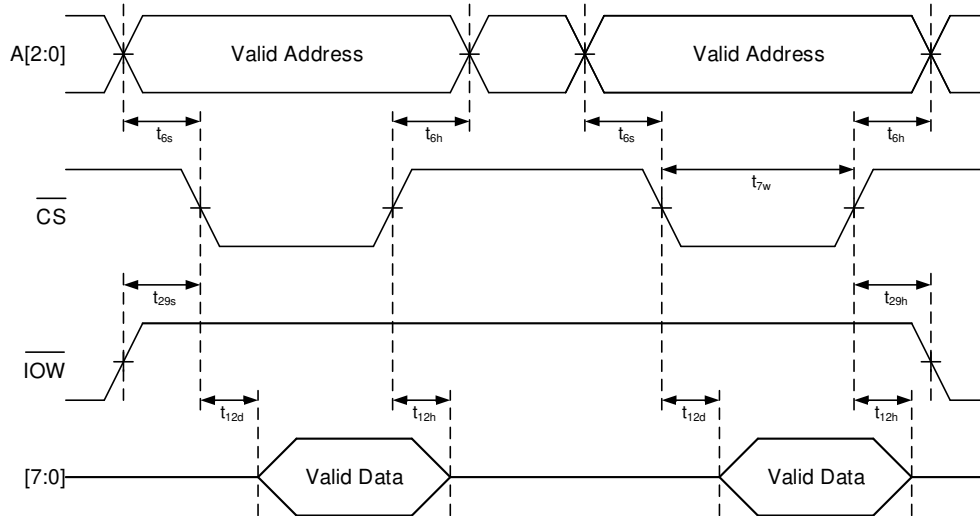 A[2:0] Valid Address Valid Address
t6s t6h t6s t6h
t7w
CS
t29s t29h
IOW
t12d t12h t12d t12h
[7:0] Valid Data Valid Data